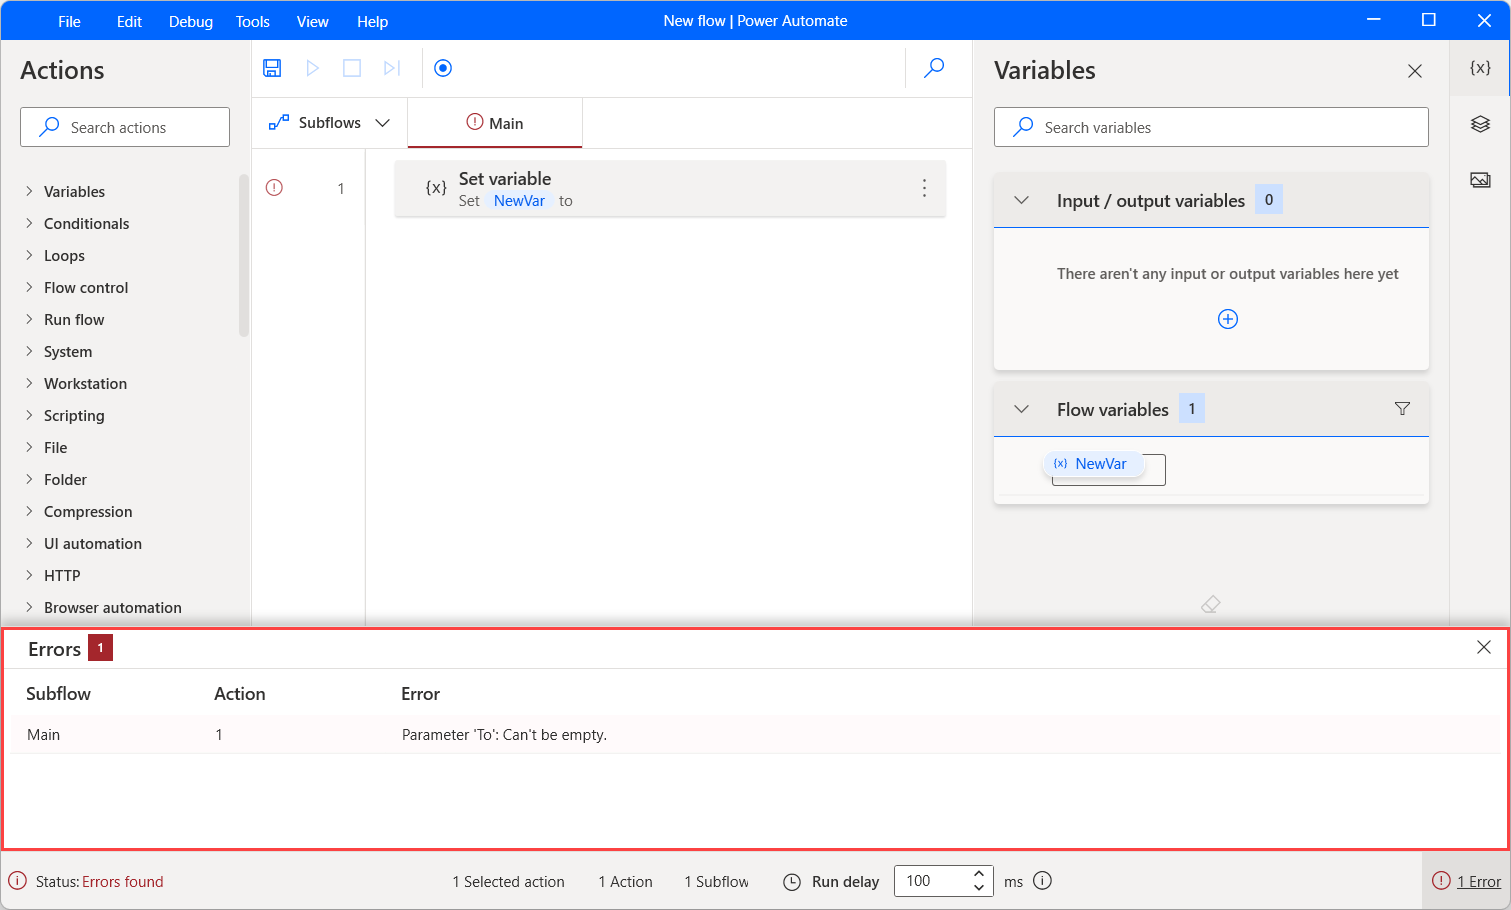 File Edit Debug Tools View Help New flow | Power Automate
Actions
Search actions
Variables
Conditionals
Loops
Flow control
Run flow
System
Workstation
Scripting
File
Folder
Compression
UI automation
HTTP
Browser automation
Subflows
Main
1
{x} Set variable
Set NewVar to
Variables
{x}
Search variables
Input / output variables 0
There aren't any input or output variables here yet
Flow variables 1
{x} NewVar
Errors 1
Subflow Action Error
Main 1 Parameter 'To': Can't be empty.
Status: Errors found 1 Selected action 1 Action 1 Subflow Run delay 100 ms 1 Error